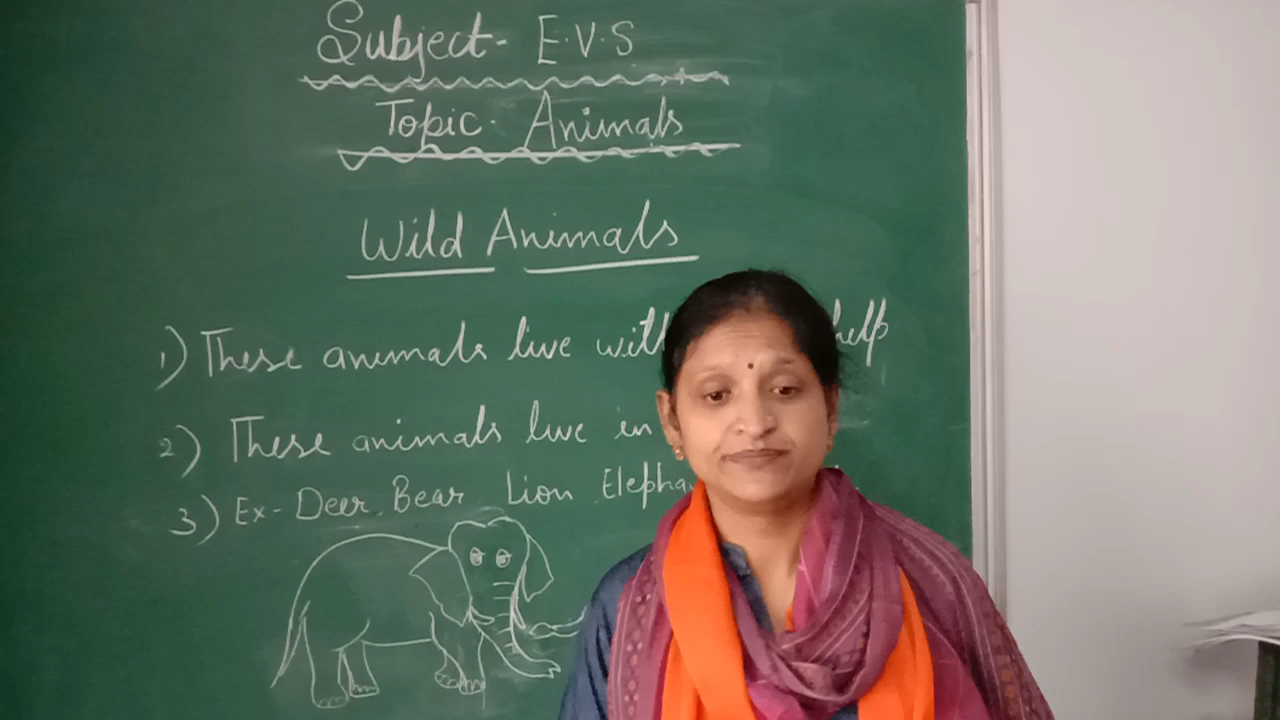 Subject- E.V.S
Topic. Animals
Wild Animals
1) These animals live help
2) These animals live in
3) Ex- Deer, Bear Lion